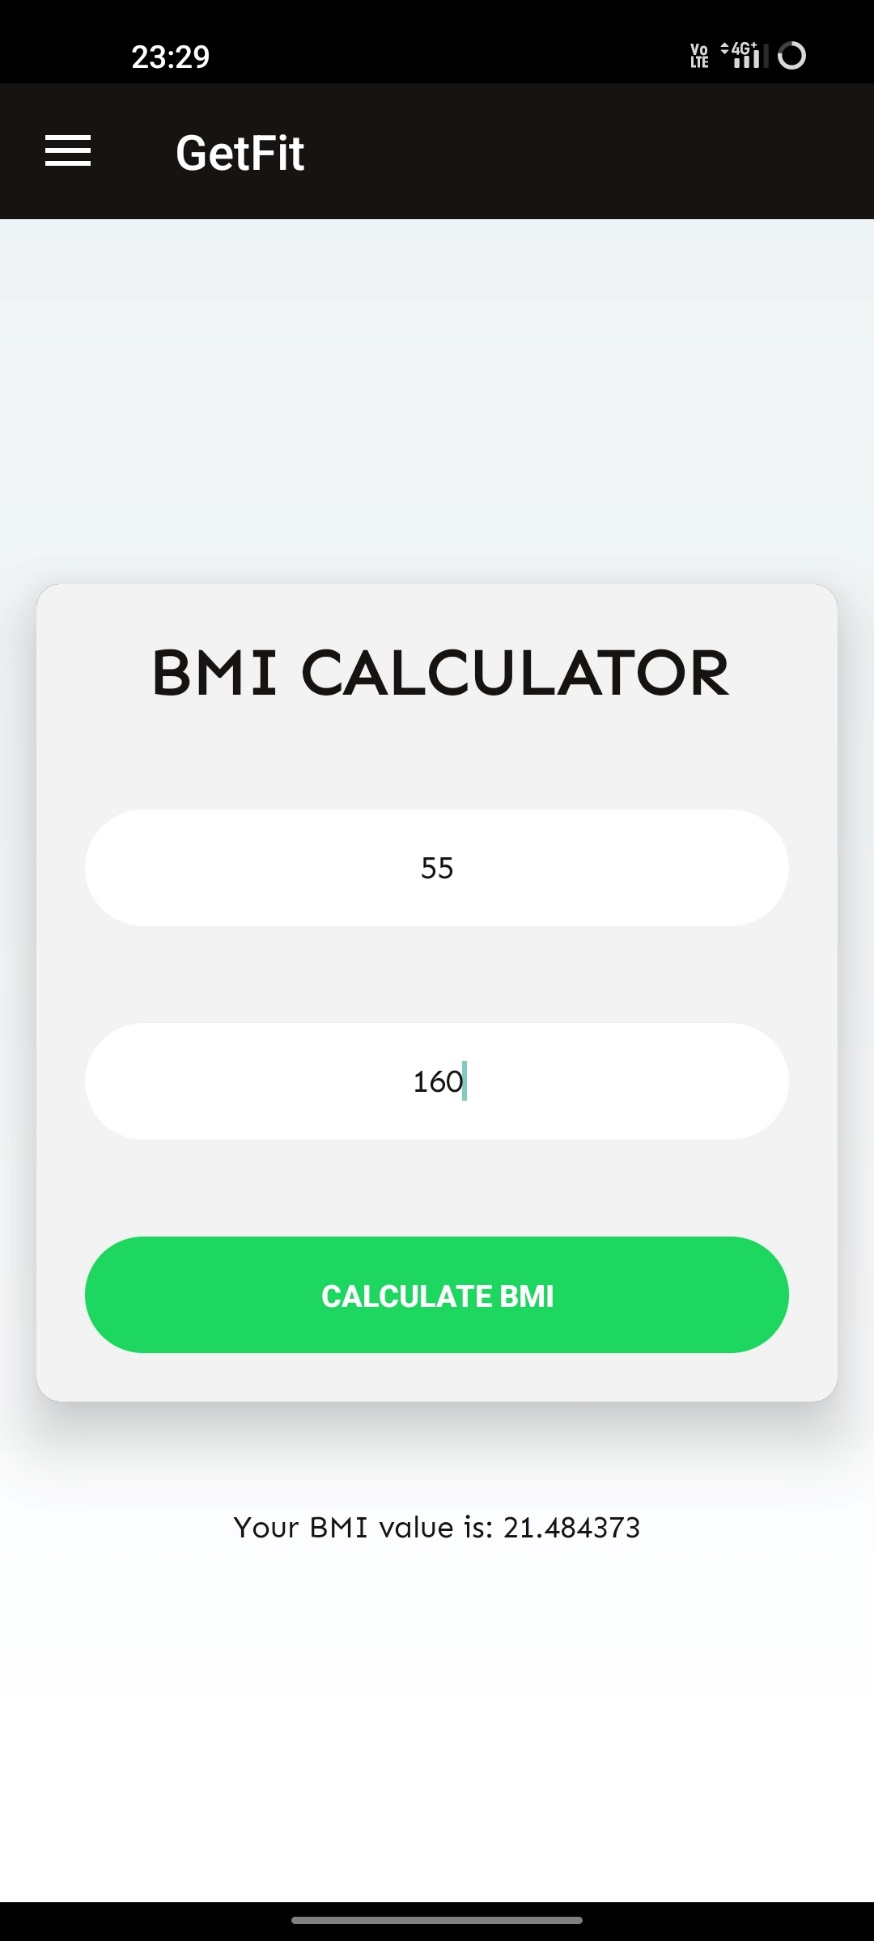 23:29
Vo LTE 4G+
GetFit
BMI CALCULATOR
55
160
CALCULATE BMI
Your BMI value is: 21.484373